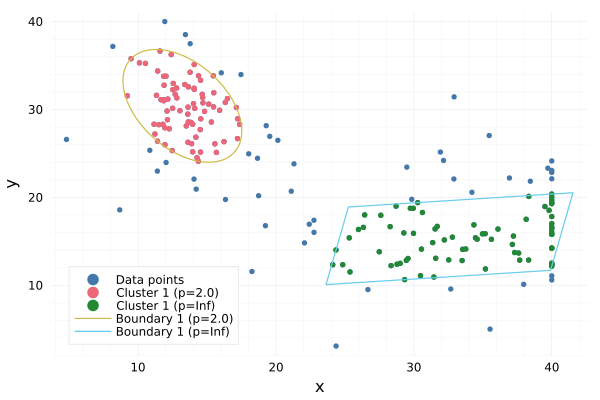 40
30
20
10
y
Data points
Cluster 1 (p=2.0)
Cluster 1 (p=Inf)
Boundary 1 (p=2.0)
Boundary 1 (p=Inf)
10 20 30 40
x